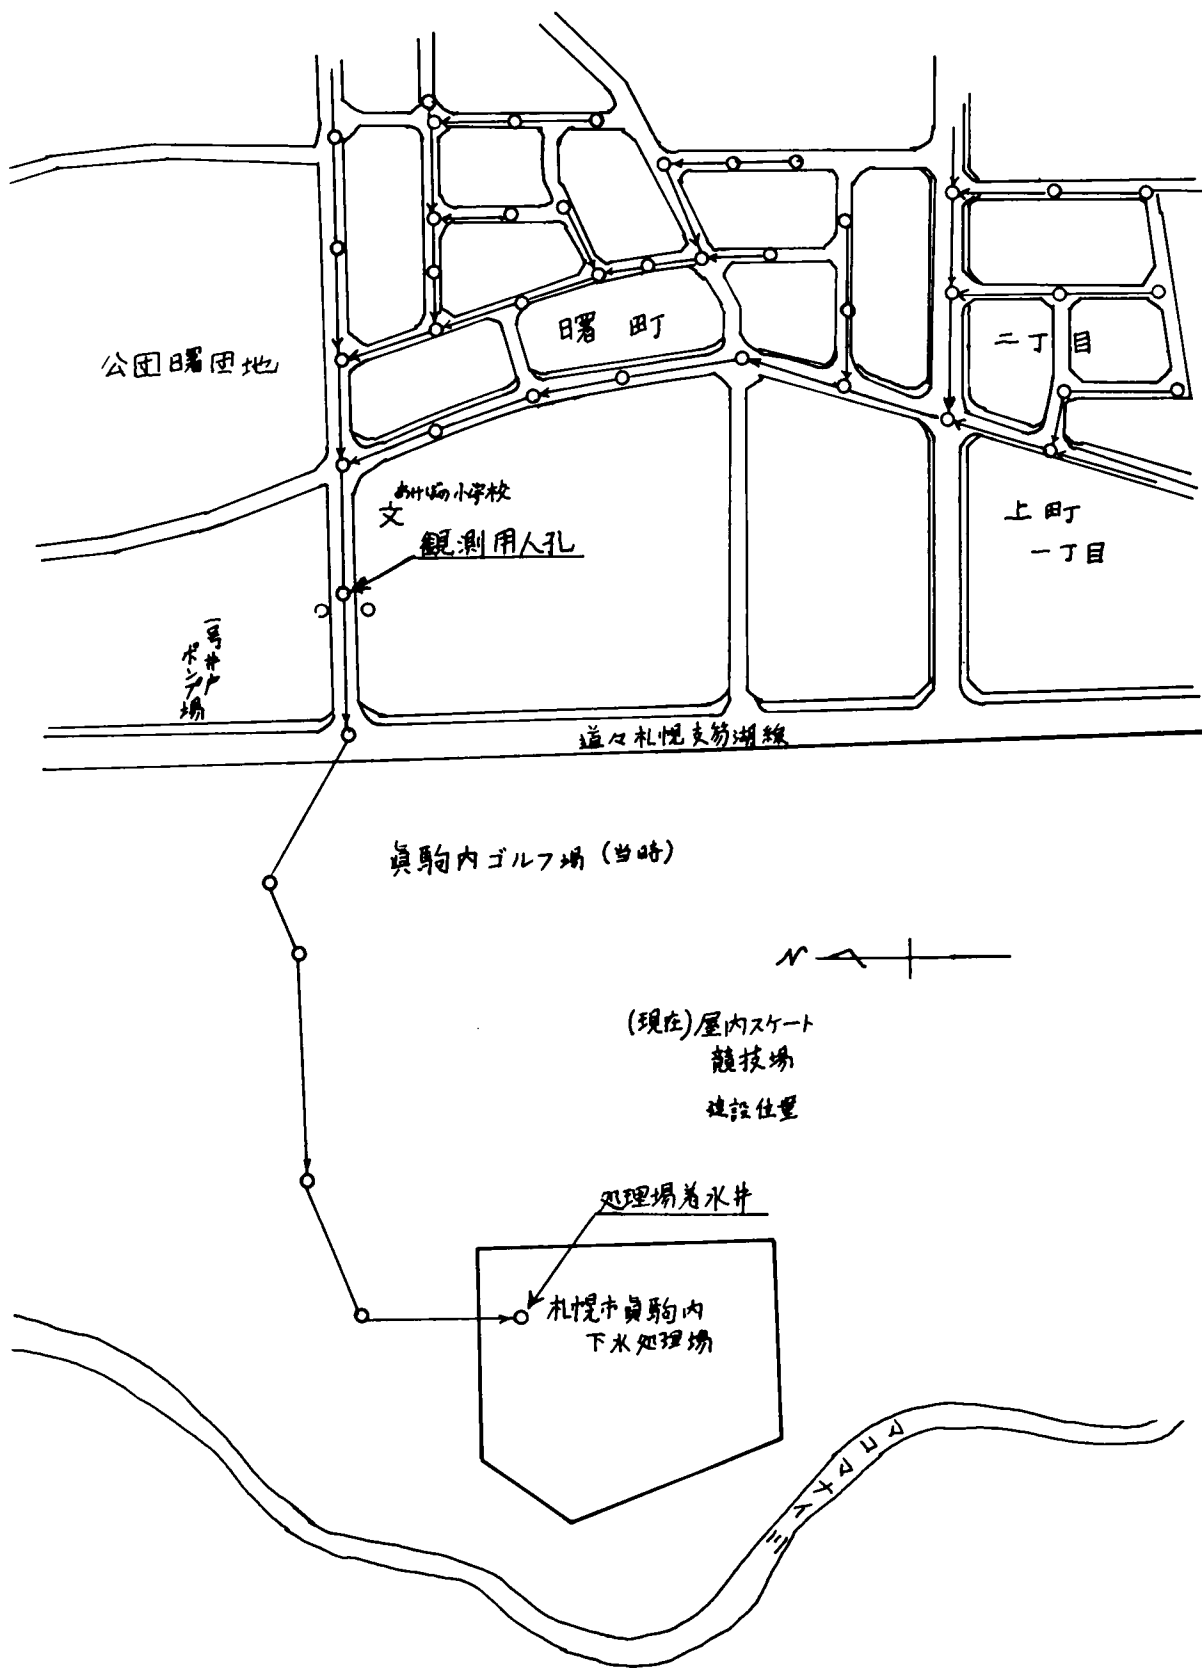 公団曙団地
曙町
二丁目
あけぼの小学校
文
観測用人孔
上町
一丁目
一号井戸
ポンプ場
道々札幌支笏湖線
眞駒内ゴルフ場(当時)
N
(現在)屋内スケート
競技場
建設位置
処理場着水井
札幌市眞駒内
下水処理場
マコマナイ